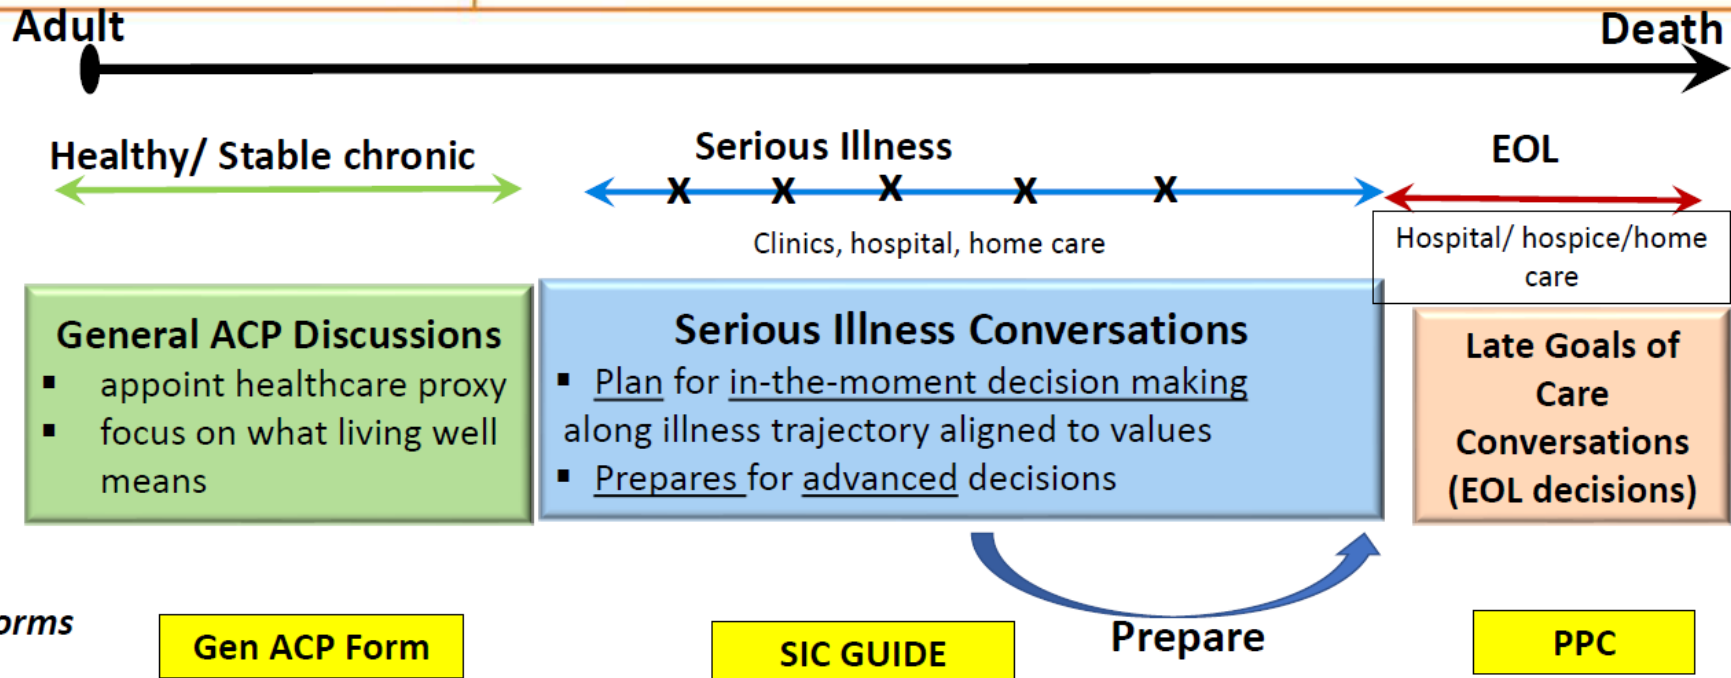 Adult
Death
Healthy/ Stable chronic
Serious Illness
EOL
X X X X X
Clinics, hospital, home care
Hospital/ hospice/home
care
General ACP Discussions
▪ appoint healthcare proxy
▪ focus on what living well
means
Serious Illness Conversations
▪ Plan for in-the-moment decision making
along illness trajectory aligned to values
▪ Prepares for advanced decisions
Late Goals of
Care
Conversations
(EOL decisions)
orms
Gen ACP Form
SIC GUIDE
Prepare
PPC